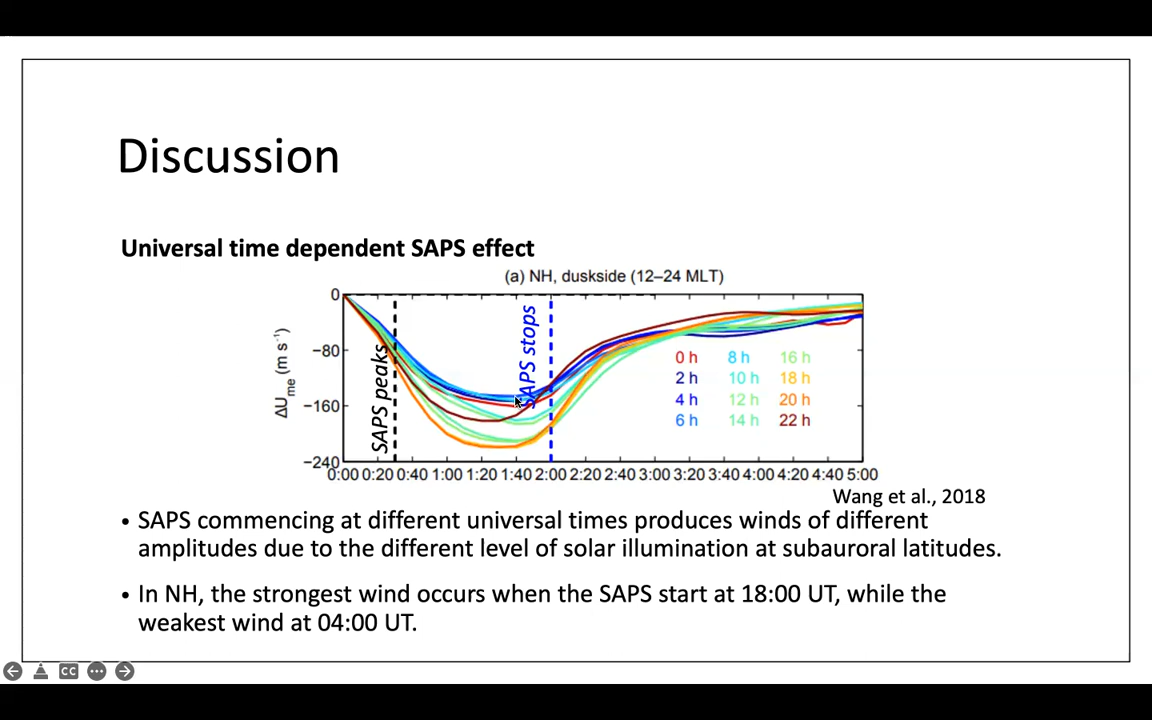 Discussion
Universal time dependent SAPS effect
(a) NH, duskside (12–24 MLT)
0
−80
−160
−240
ΔUme (m s⁻¹)
SAPS peaks
SAPS stops
0 h 8 h 16 h
2 h 10 h 18 h
4 h 12 h 20 h
6 h 14 h 22 h
0:00 0:20 0:40 1:00 1:20 1:40 2:00 2:20 2:40 3:00 3:20 3:40 4:00 4:20 4:40 5:00
Wang et al., 2018
• SAPS commencing at different universal times produces winds of different
amplitudes due to the different level of solar illumination at subauroral latitudes.
• In NH, the strongest wind occurs when the SAPS start at 18:00 UT, while the
weakest wind at 04:00 UT.
CC